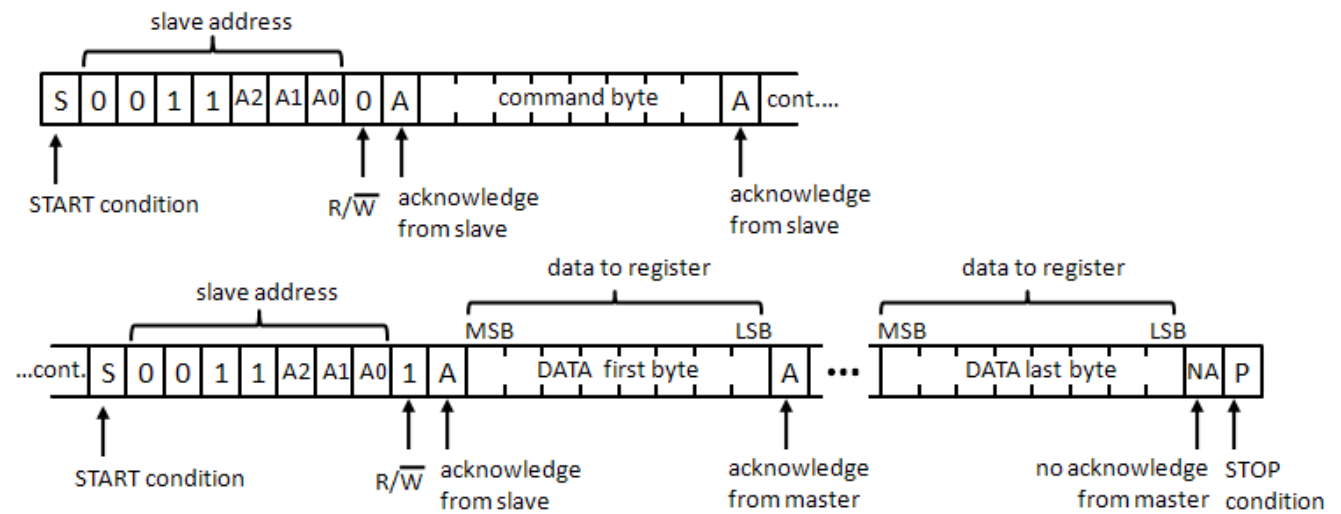 slave address
S 0 0 1 1 A2 A1 A0 0 A command byte A cont....
START condition
R/W̅
acknowledge
from slave
acknowledge
from slave
data to register
data to register
slave address
MSB LSB MSB LSB
...cont. S 0 0 1 1 A2 A1 A0 1 A DATA first byte A ••• DATA last byte NA P
START condition
R/W̅
acknowledge
from slave
acknowledge
from master
no acknowledge
from master
STOP
condition